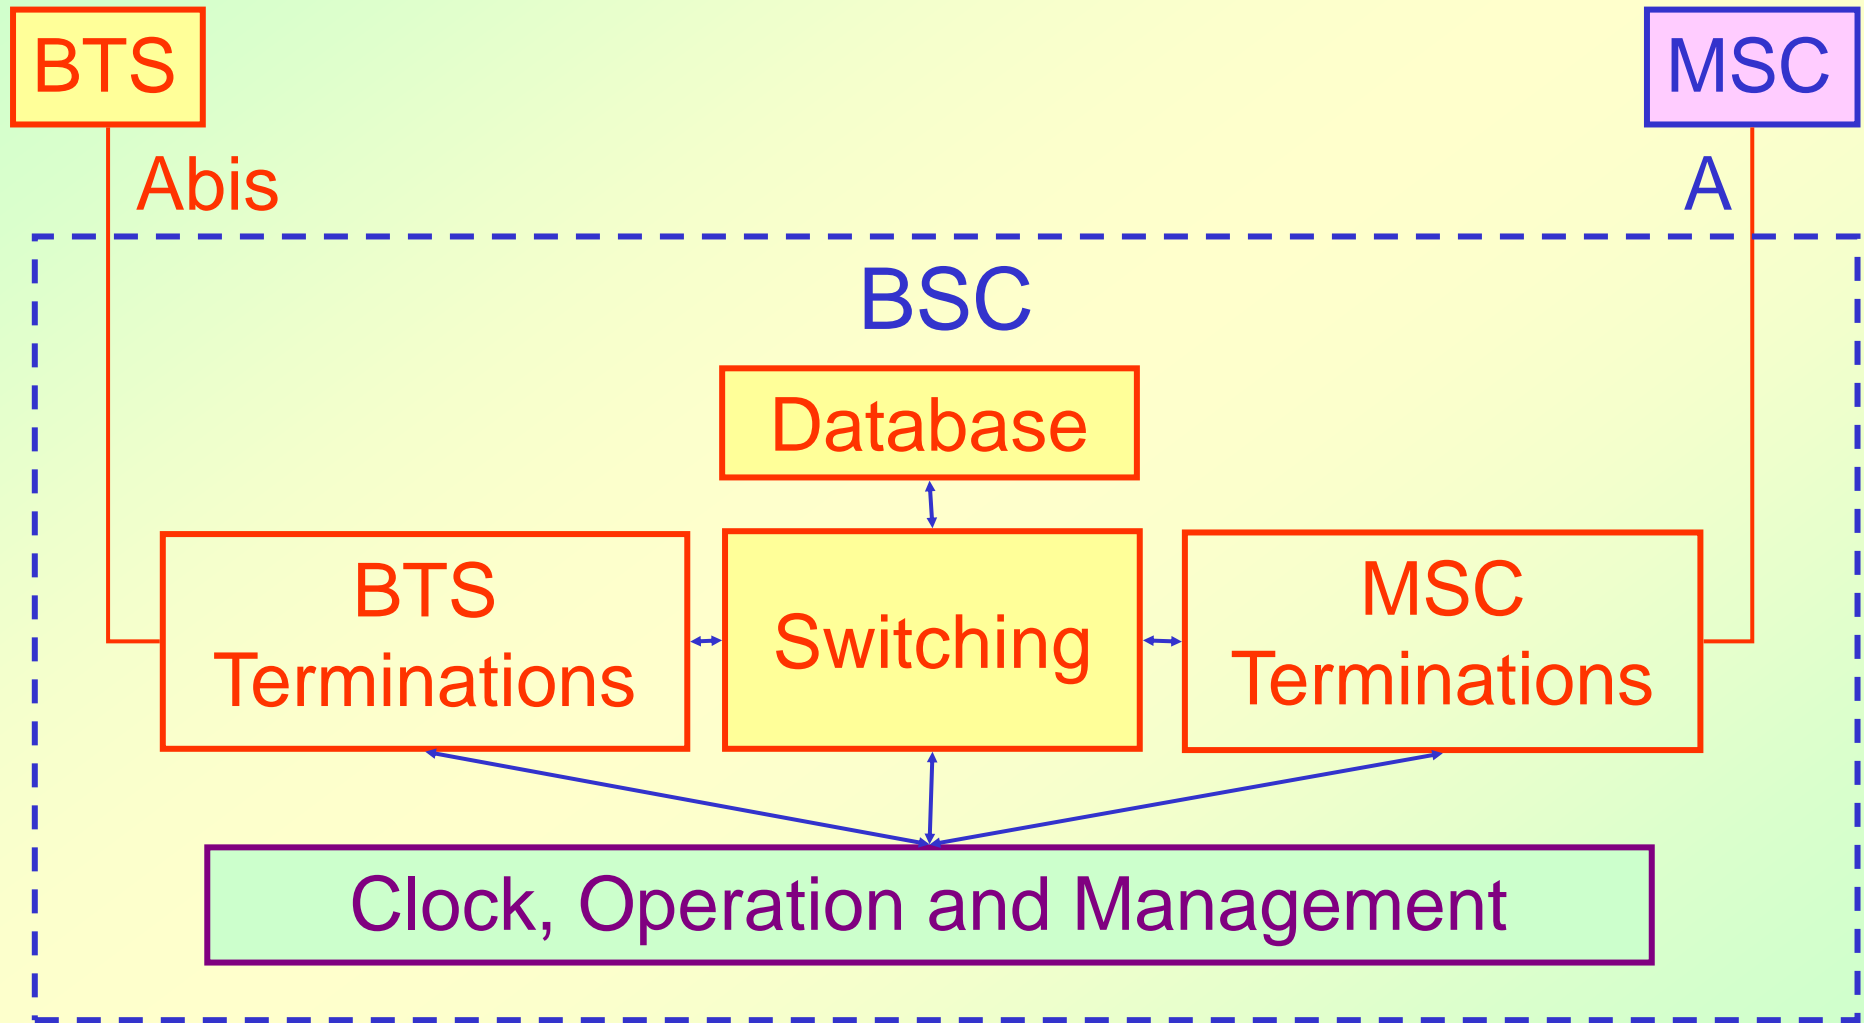 BTS
MSC
Abis
A
BSC
Database
BTS
Terminations
Switching
MSC
Terminations
Clock, Operation and Management